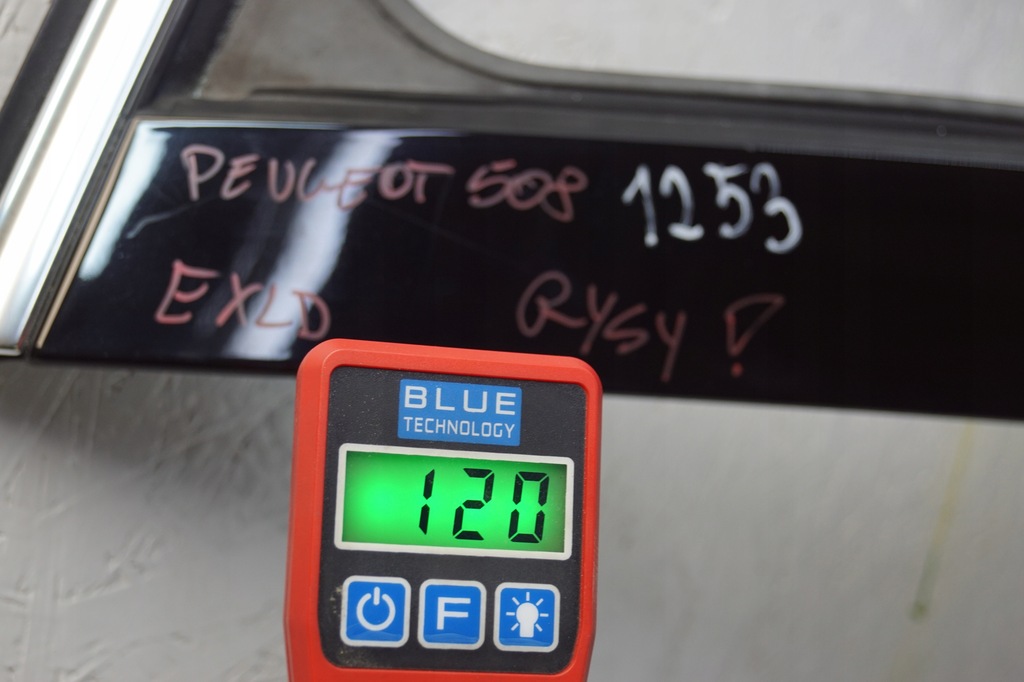 PEUGEOT 508 1253
EXLD RYSY !
BLUE
TECHNOLOGY
120
F